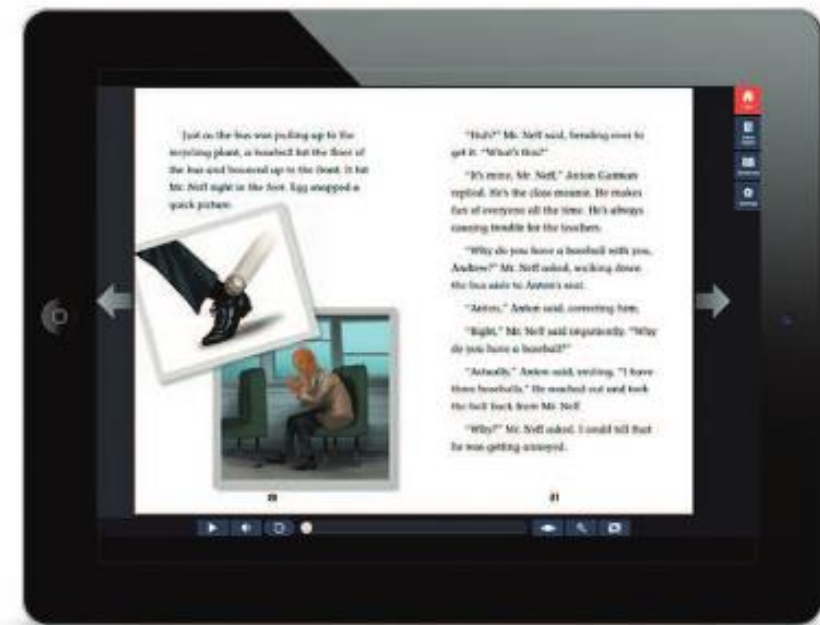 Just as the bus was pulling up to the
recycling plant, a baseball hit the floor of
the bus and bounced up to the front. It hit
Mr. Neff right in the foot. Egg snapped a
quick picture.
"Huh?" Mr. Neff said, bending over to
get it. "What's this?"
"It's mine, Mr. Neff," Anton Gutman
replied. He's the class meanie. He makes
fun of everyone all the time. He's always
causing trouble for the teachers.
"Why do you have a baseball with you,
Andrew?" Mr. Neff asked, walking down
the bus aisle to Anton's seat.
"Anton," Anton said, correcting him.
"Right," Mr. Neff said impatiently. "Why
do you have a baseball?"
"Actually," Anton said, smiling, "I have
three baseballs." He reached out and took
the ball back from Mr. Neff.
"Why?" Mr. Neff asked. I could tell that
he was getting annoyed.